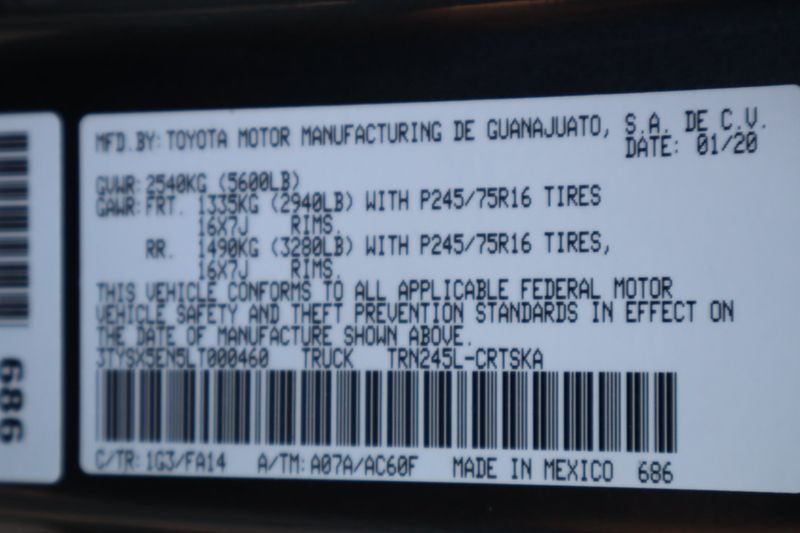 MFD.BY: TOYOTA MOTOR MANUFACTURING DE GUANAJUATO, S.A. DE C.V.
DATE: 01/20
GVWR: 2540KG (5600LB)
GAWR: FRT. 1335KG (2940LB) WITH P245/75R16 TIRES
16X7J RIMS.
RR. 1490KG (3280LB) WITH P245/75R16 TIRES,
16X7J RIMS.
THIS VEHICLE CONFORMS TO ALL APPLICABLE FEDERAL MOTOR
VEHICLE SAFETY AND THEFT PREVENTION STANDARDS IN EFFECT ON
THE DATE OF MANUFACTURE SHOWN ABOVE.
3TYSX5EN5LT000460 TRUCK TRN245L-CRTSKA
C/TR: 1G3/FA14 A/TM: A07A/AC60F MADE IN MEXICO 686
686